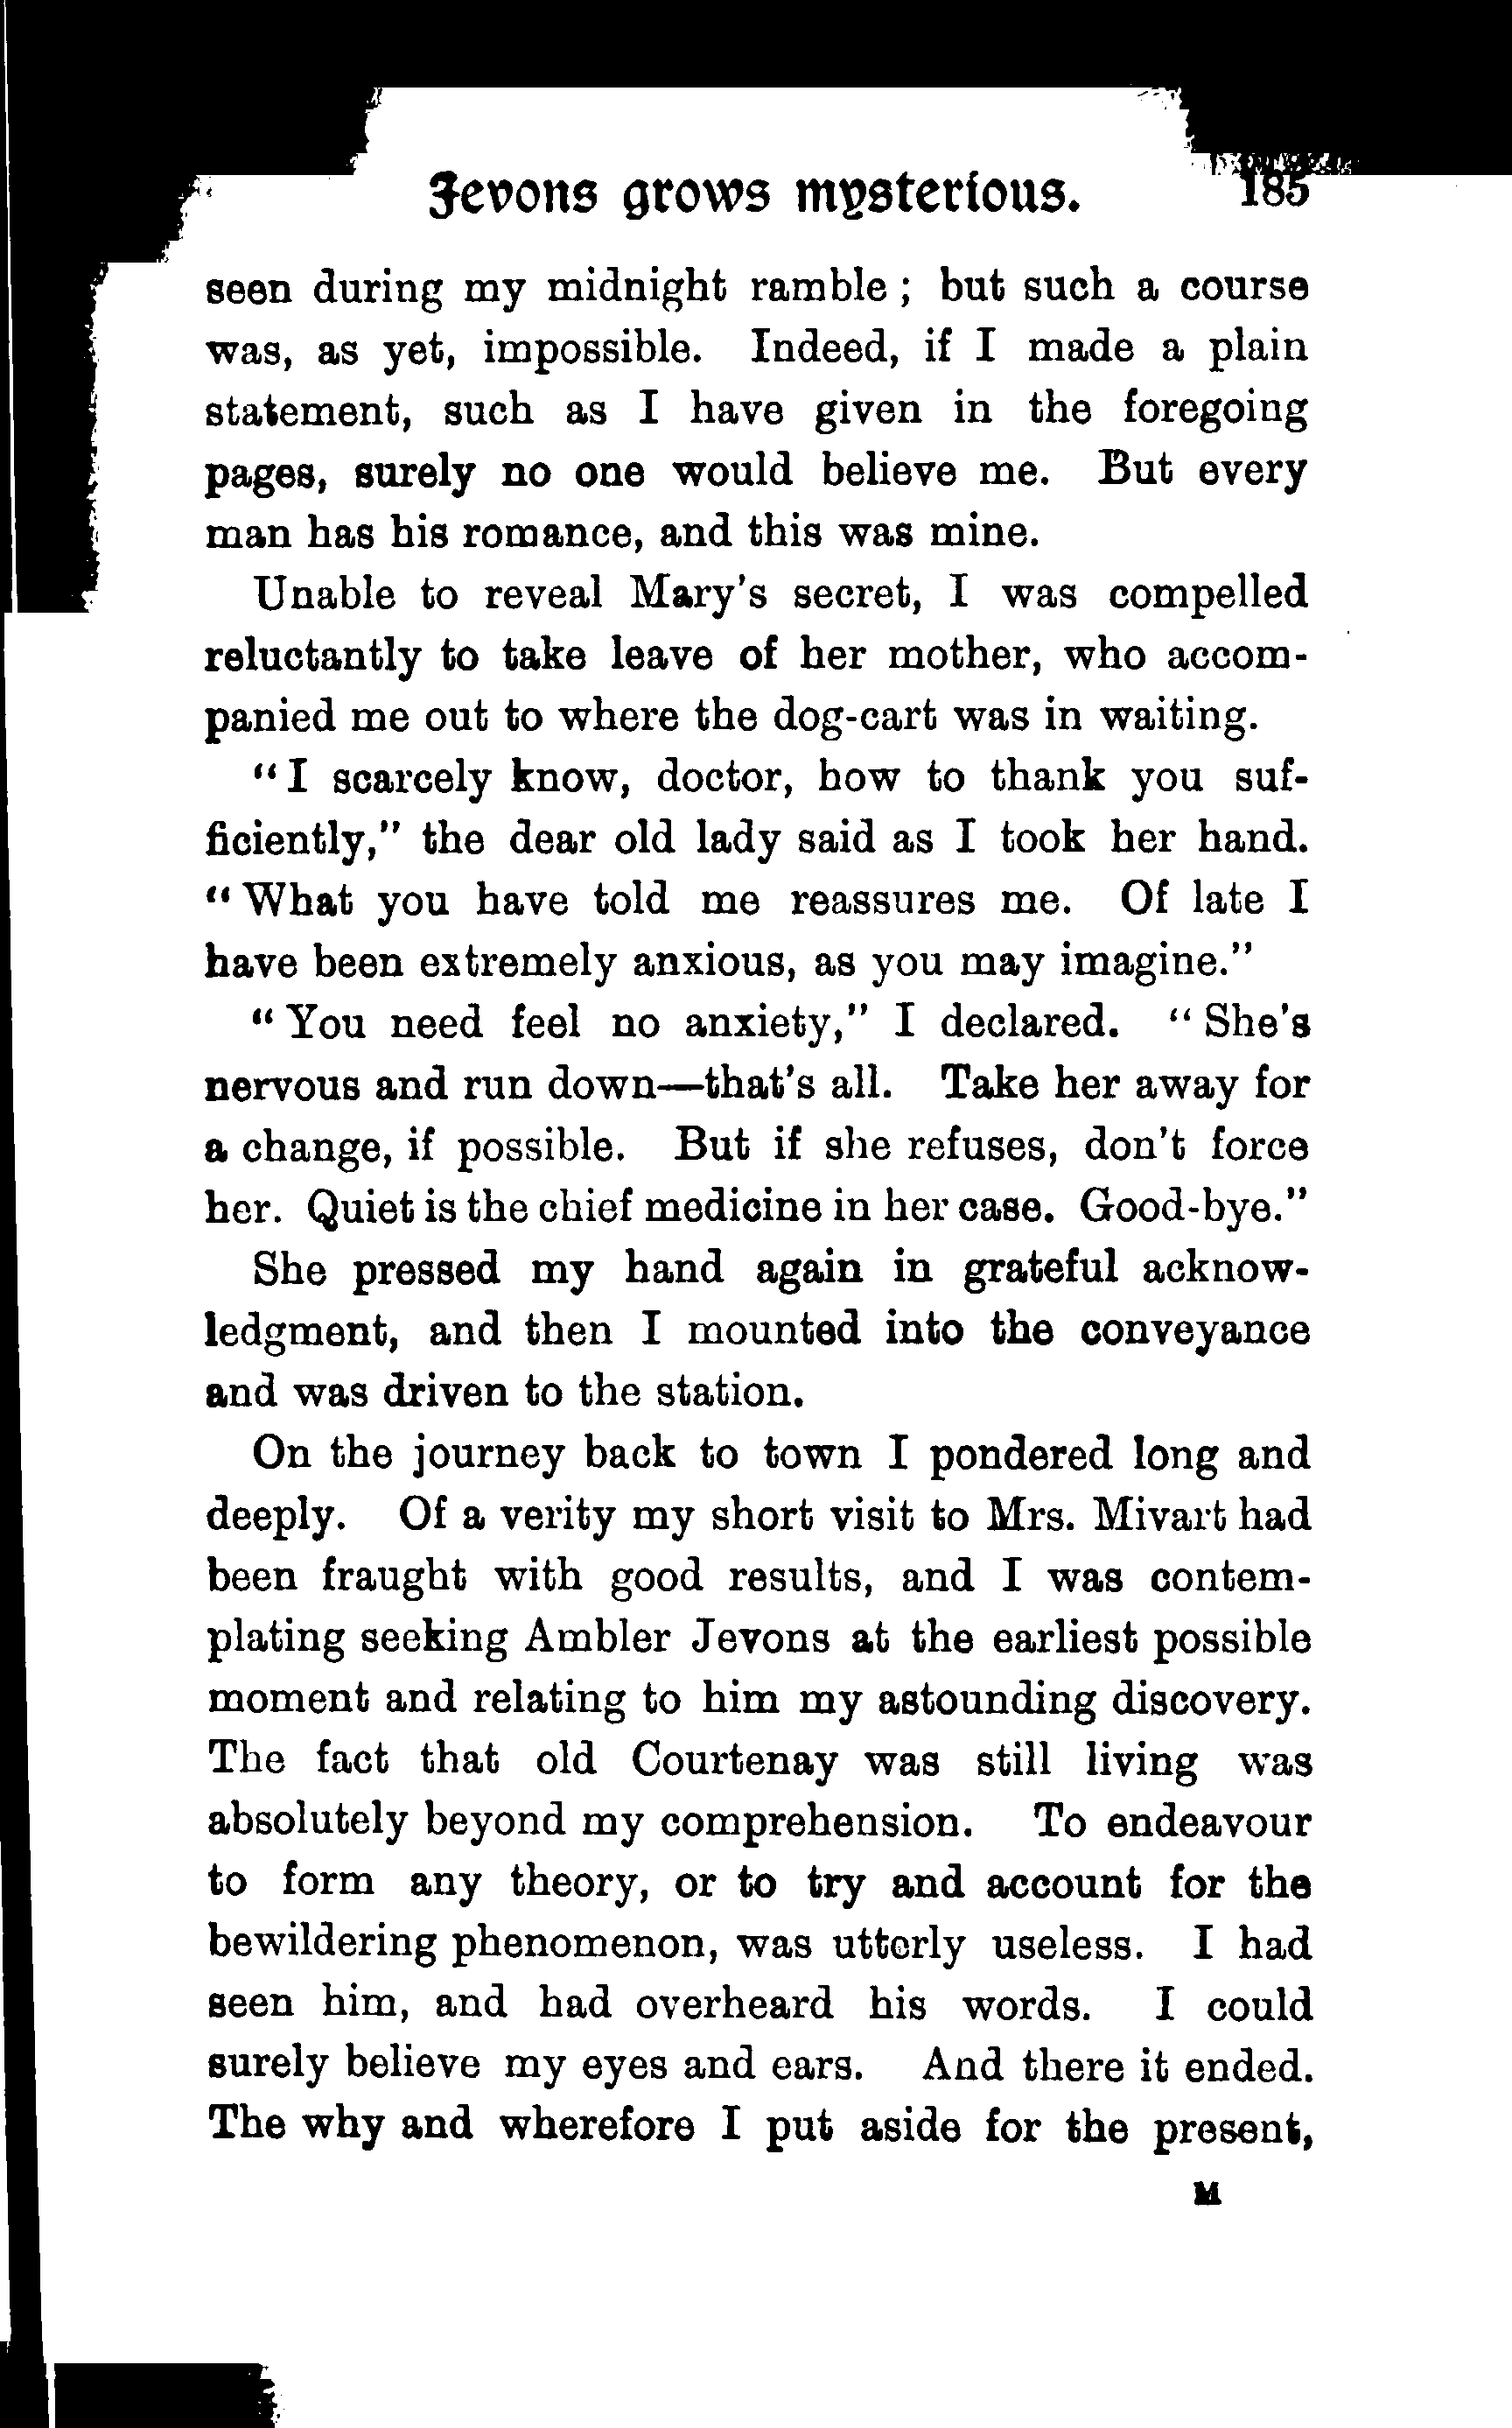 Jevons grows mysterious. 185
seen during my midnight ramble ; but such a course
was, as yet, impossible. Indeed, if I made a plain
statement, such as I have given in the foregoing
pages, surely no one would believe me. But every
man has his romance, and this was mine.
Unable to reveal Mary's secret, I was compelled
reluctantly to take leave of her mother, who accom-
panied me out to where the dog-cart was in waiting.
“ I scarcely know, doctor, how to thank you suf-
ficiently,” the dear old lady said as I took her hand.
“ What you have told me reassures me. Of late I
have been extremely anxious, as you may imagine.”
“ You need feel no anxiety,” I declared. “ She's
nervous and run down—that's all. Take her away for
a change, if possible. But if she refuses, don't force
her. Quiet is the chief medicine in her case. Good-bye.”
She pressed my hand again in grateful acknow-
ledgment, and then I mounted into the conveyance
and was driven to the station.
On the journey back to town I pondered long and
deeply. Of a verity my short visit to Mrs. Mivart had
been fraught with good results, and I was contem-
plating seeking Ambler Jevons at the earliest possible
moment and relating to him my astounding discovery.
The fact that old Courtenay was still living was
absolutely beyond my comprehension. To endeavour
to form any theory, or to try and account for the
bewildering phenomenon, was utterly useless. I had
seen him, and had overheard his words. I could
surely believe my eyes and ears. And there it ended.
The why and wherefore I put aside for the present,
M